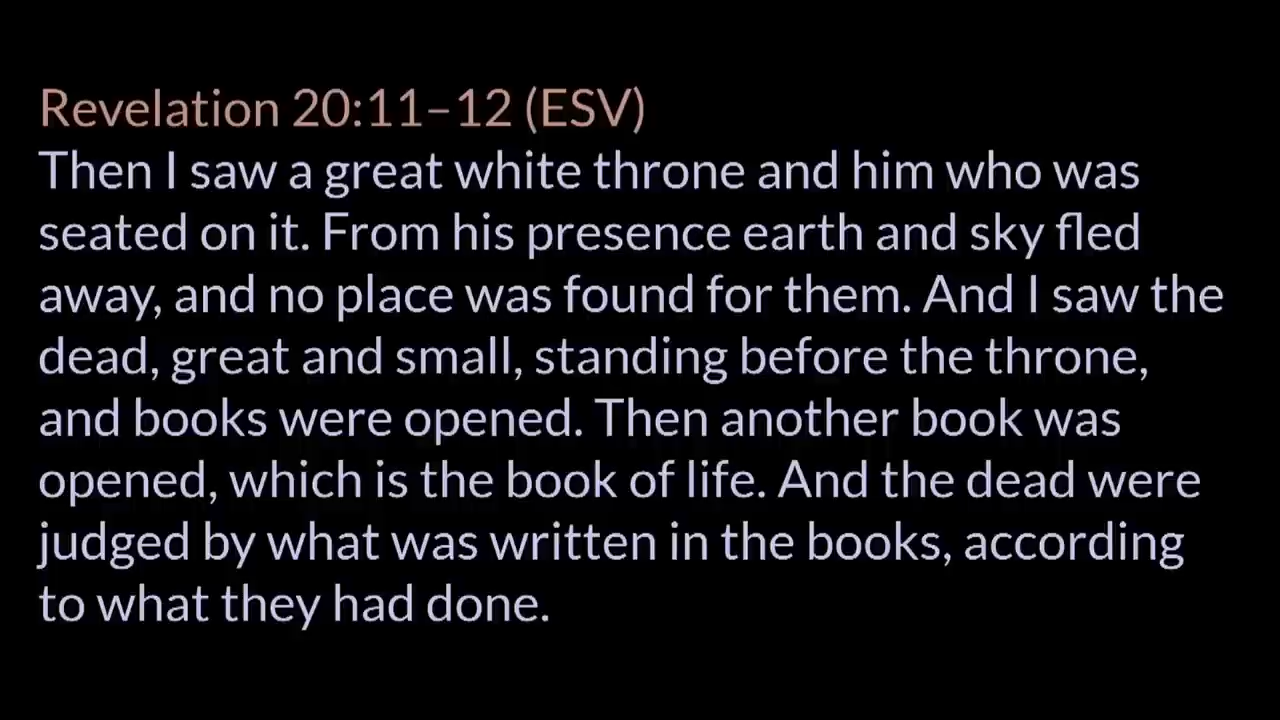 Revelation 20:11–12 (ESV)
Then I saw a great white throne and him who was
seated on it. From his presence earth and sky fled
away, and no place was found for them. And I saw the
dead, great and small, standing before the throne,
and books were opened. Then another book was
opened, which is the book of life. And the dead were
judged by what was written in the books, according
to what they had done.